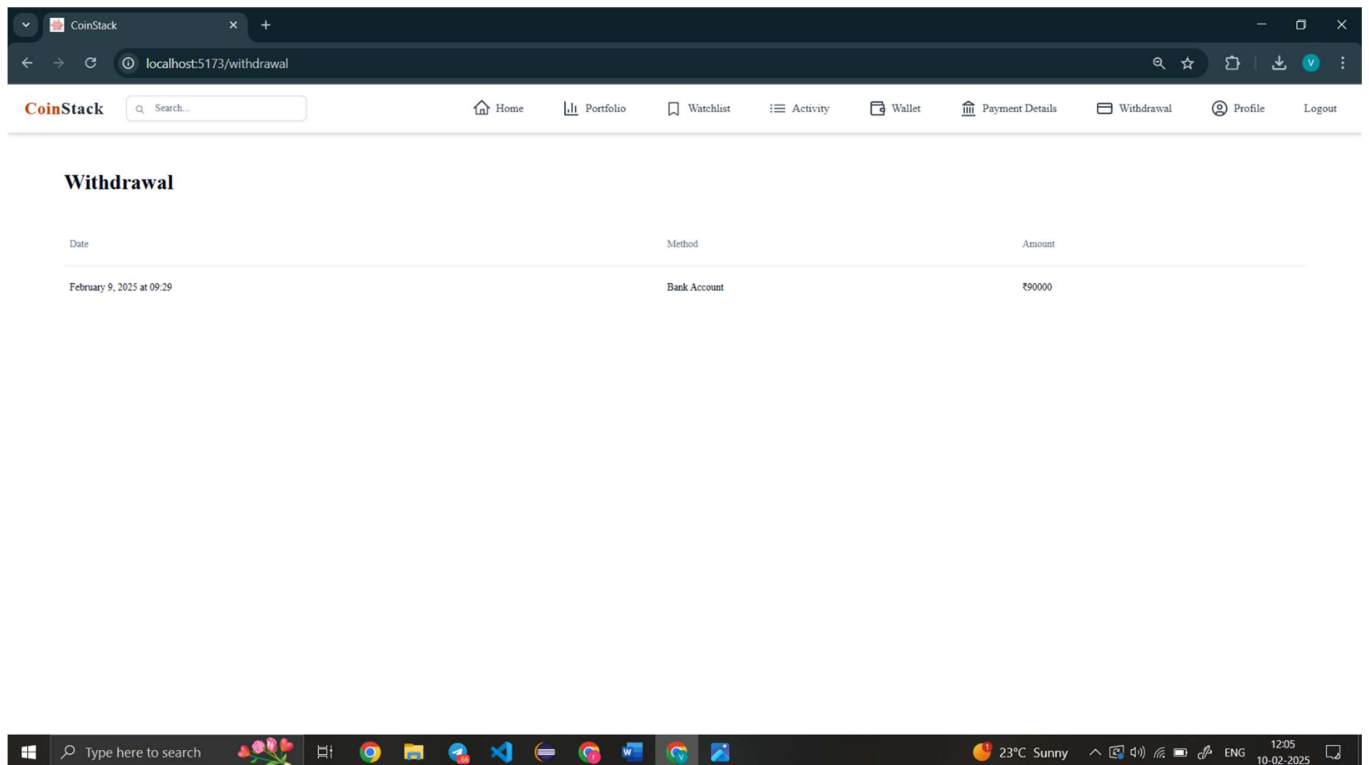 CoinStack
localhost:5173/withdrawal
V
CoinStack Search... Home Portfolio Watchlist Activity Wallet Payment Details Withdrawal Profile Logout
Withdrawal
Date Method Amount
February 9, 2025 at 09:29 Bank Account ₹90000
Type here to search 23°C Sunny ENG 12:05
10-02-2025